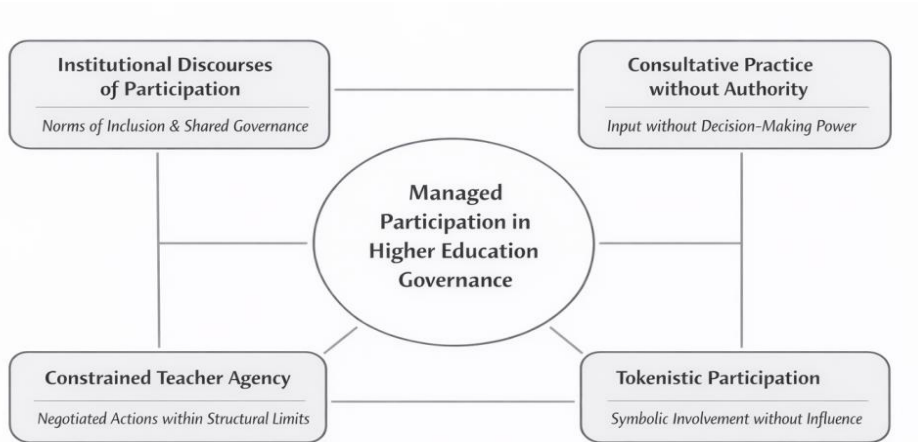 Institutional Discourses
of Participation
Norms of Inclusion & Shared Governance
Consultative Practice
without Authority
Input without Decision-Making Power
Managed
Participation in
Higher Education
Governance
Constrained Teacher Agency
Negotiated Actions within Structural Limits
Tokenistic Participation
Symbolic Involvement without Influence